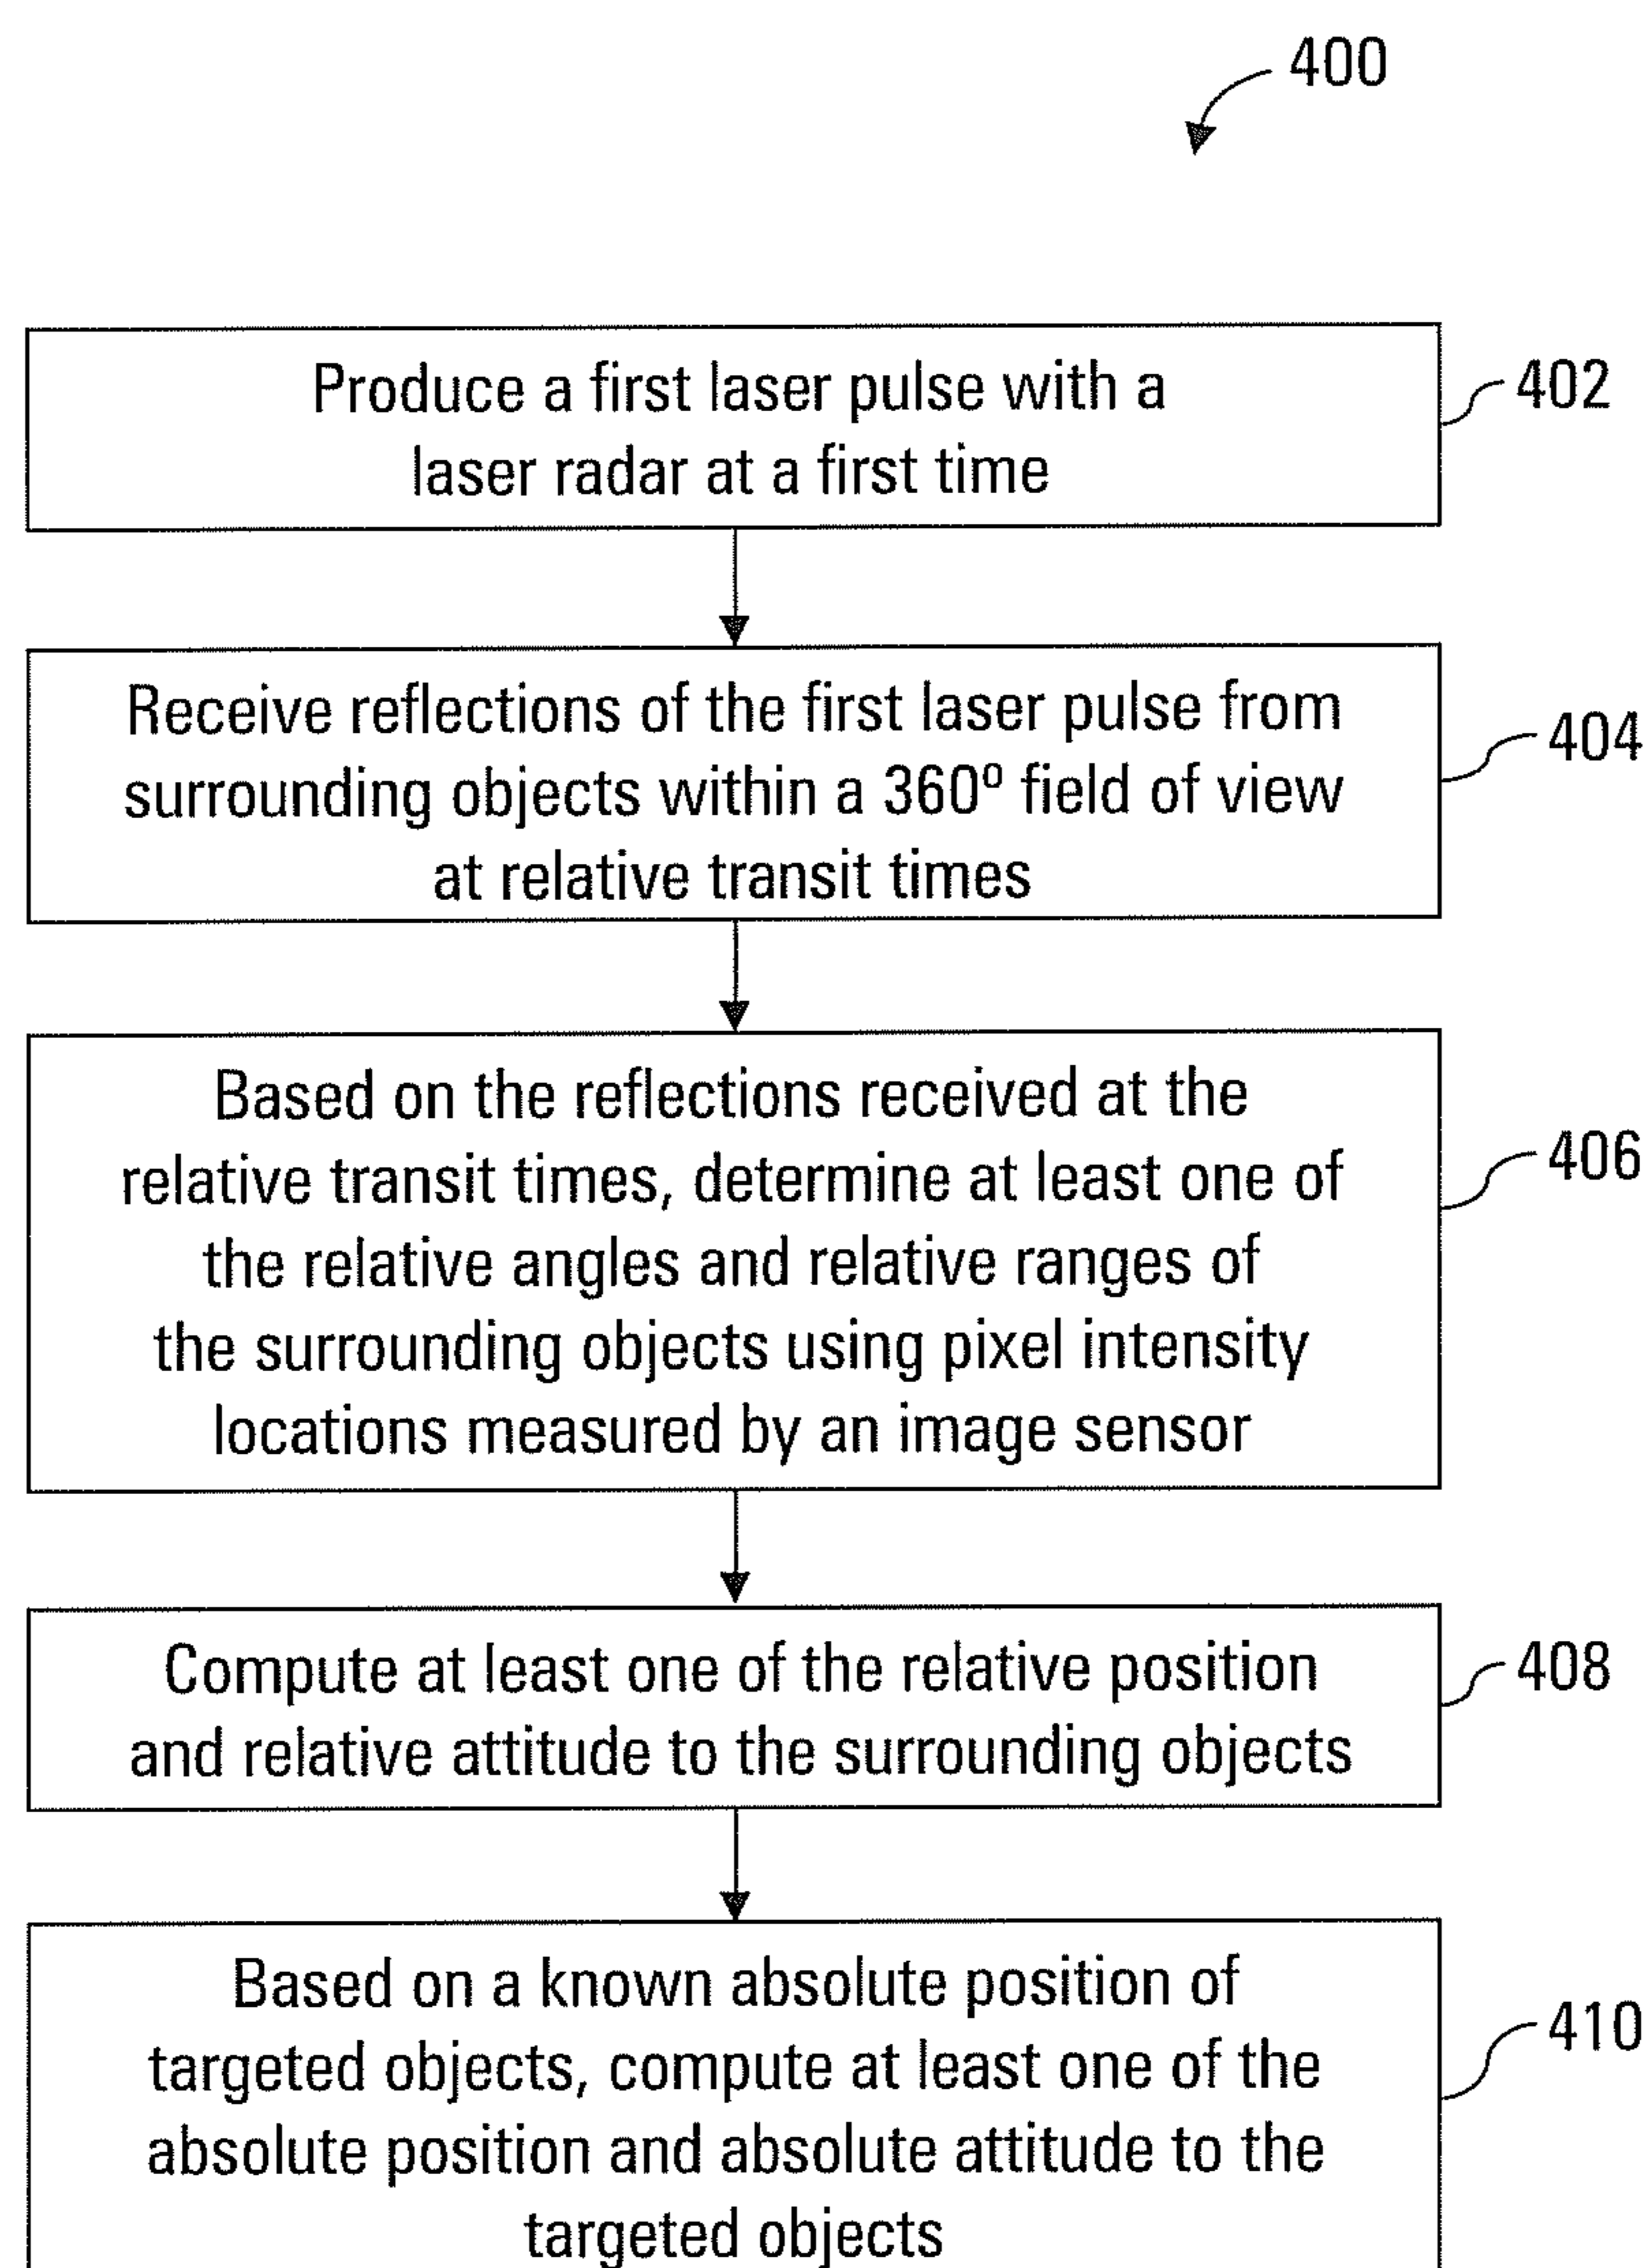 400
Produce a first laser pulse with a
laser radar at a first time
402
Receive reflections of the first laser pulse from
surrounding objects within a 360º field of view
at relative transit times
404
Based on the reflections received at the
relative transit times, determine at least one of
the relative angles and relative ranges of
the surrounding objects using pixel intensity
locations measured by an image sensor
406
Compute at least one of the relative position
and relative attitude to the surrounding objects
408
Based on a known absolute position of
targeted objects, compute at least one of the
absolute position and absolute attitude to the
targeted objects
410